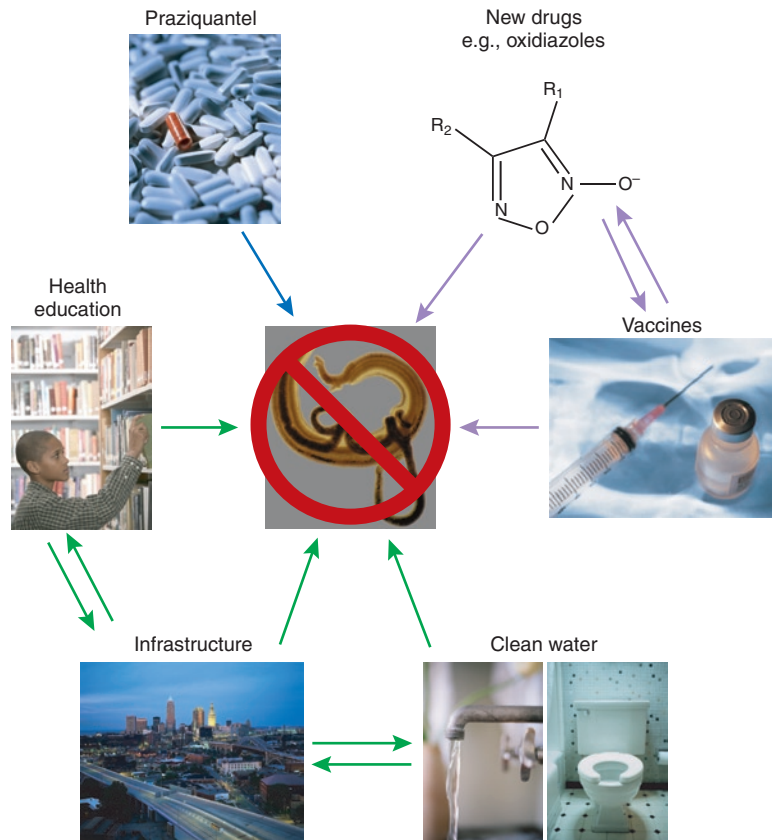 Praziquantel
New drugs
e.g., oxidiazoles
R1
R2
N
N
O
O–
Health
education
Vaccines
Infrastructure
Clean water